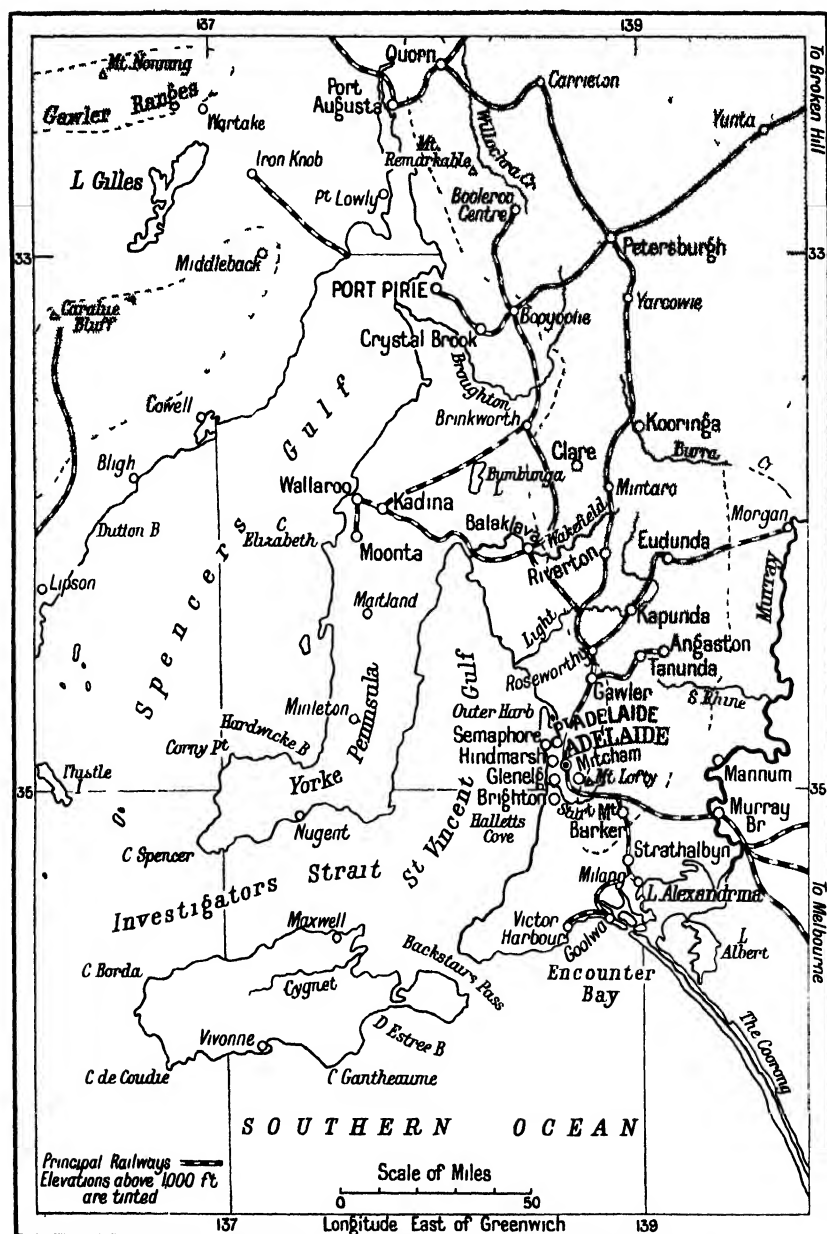 137
139
Mt. Nonning
Gawler Ranges
Wartake
Quorn
Port Augusta
Carrieton
To Broken Hill
Yunta
Willochra Cr
Mt. Remarkable
Iron Knob
L Gilles
Pt Lowly
Booleroo Centre
Petersburgh
33
33
Middleback
PORT PIRIE
Yarcowie
Caralue Bluff
Booyoolie
Crystal Brook
Broughton
Cowell
Gulf
Brinkworth
Kooringa
Clare
Burra
Cr
Bligh
Bumbunga L
Wallaroo
Kadina
Mintaro
Morgan
Dutton B
C Elizabeth
Balaklava
Wakefield
Eudunda
Moonta
Riverton
Murray
Lipson
Spencers
Maitland
Light
Kapunda
Roseworthy
Angaston
Tanunda
Gawler
S Rhine
Gulf
Minleton
Outer Harb
Pt ADELAIDE
Peninsula
Hardwicke B
Semaphore
ADELAIDE
Corny Pt
Hindmarsh
Mitcham
Yorke
Glenelg
Mt Lofty
Mannum
Thistle I
35
35
Brighton
Mt Barker
Murray Br
Nugent
Halletts Cove
St Vincent
C Spencer
Strathalbyn
Investigators Strait
Milang
L Alexandrina
To Melbourne
Maxwell
Victor Harbour
Goolwa
L Albert
Backstairs Pass
Encounter Bay
C Borda
Cygnet
D Estree B
The Coorong
Vivonne
C de Coudie
C Gantheaume
SOUTHERN OCEAN
Principal Railways
Elevations above 1,000 ft
are tinted
Scale of Miles
0
50
137
Longitude East of Greenwich
139